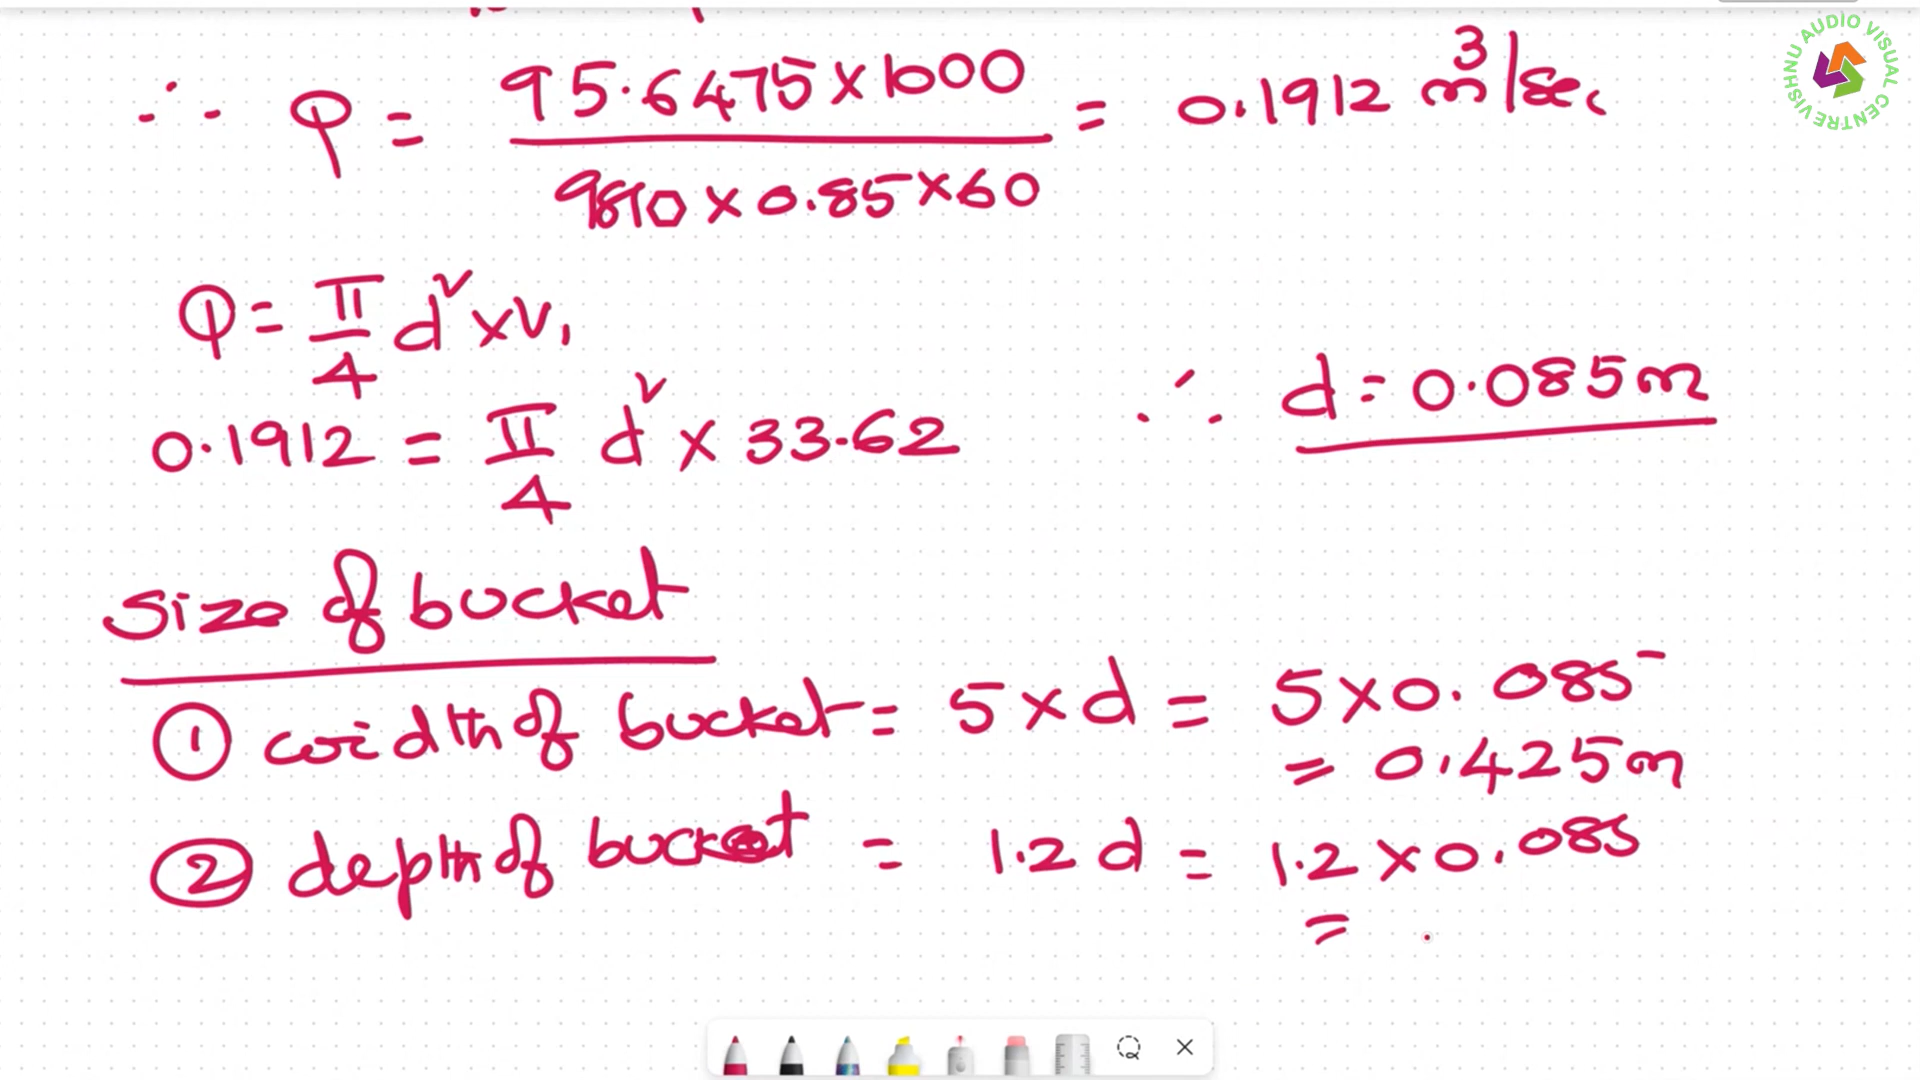 ∴ Q = 95.6475 x 1000 / 9810 x 0.85 x 60 = 0.1912 m³/sec
VISHNU AUDIO VISUAL CENTRE
Q = π/4 d² x V₁
0.1912 = π/4 d² x 33.62 ∴ d = 0.085 m
Size of bucket
① width of bucket = 5 x d = 5 x 0.085
= 0.425 m
② depth of bucket = 1.2 d = 1.2 x 0.085
=